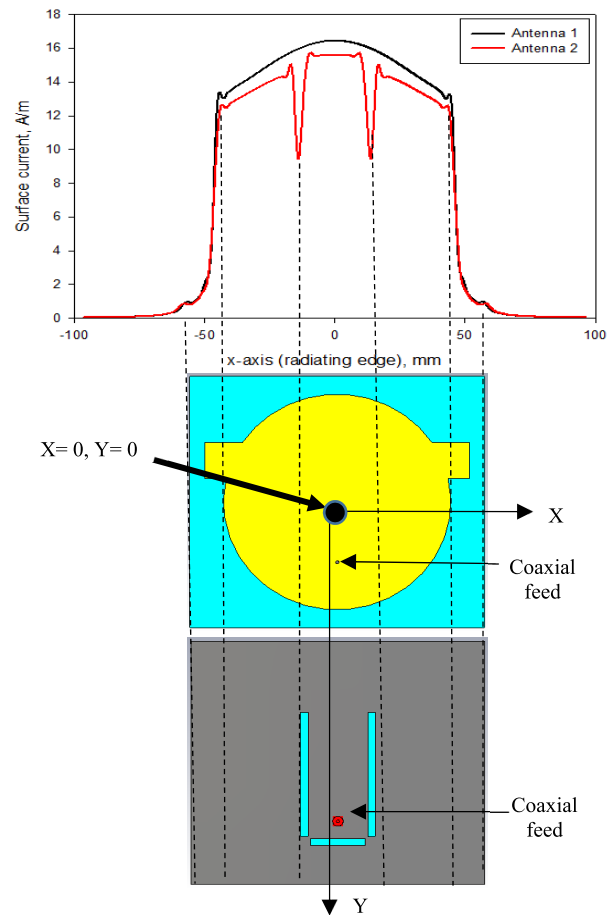 18
16
14
12
10
8
6
4
2
0
Surface current, A/m
Antenna 1
Antenna 2
-100 -50 0 50 100
x-axis (radiating edge), mm
X= 0, Y= 0
X
Coaxial
feed
Coaxial
feed
Y